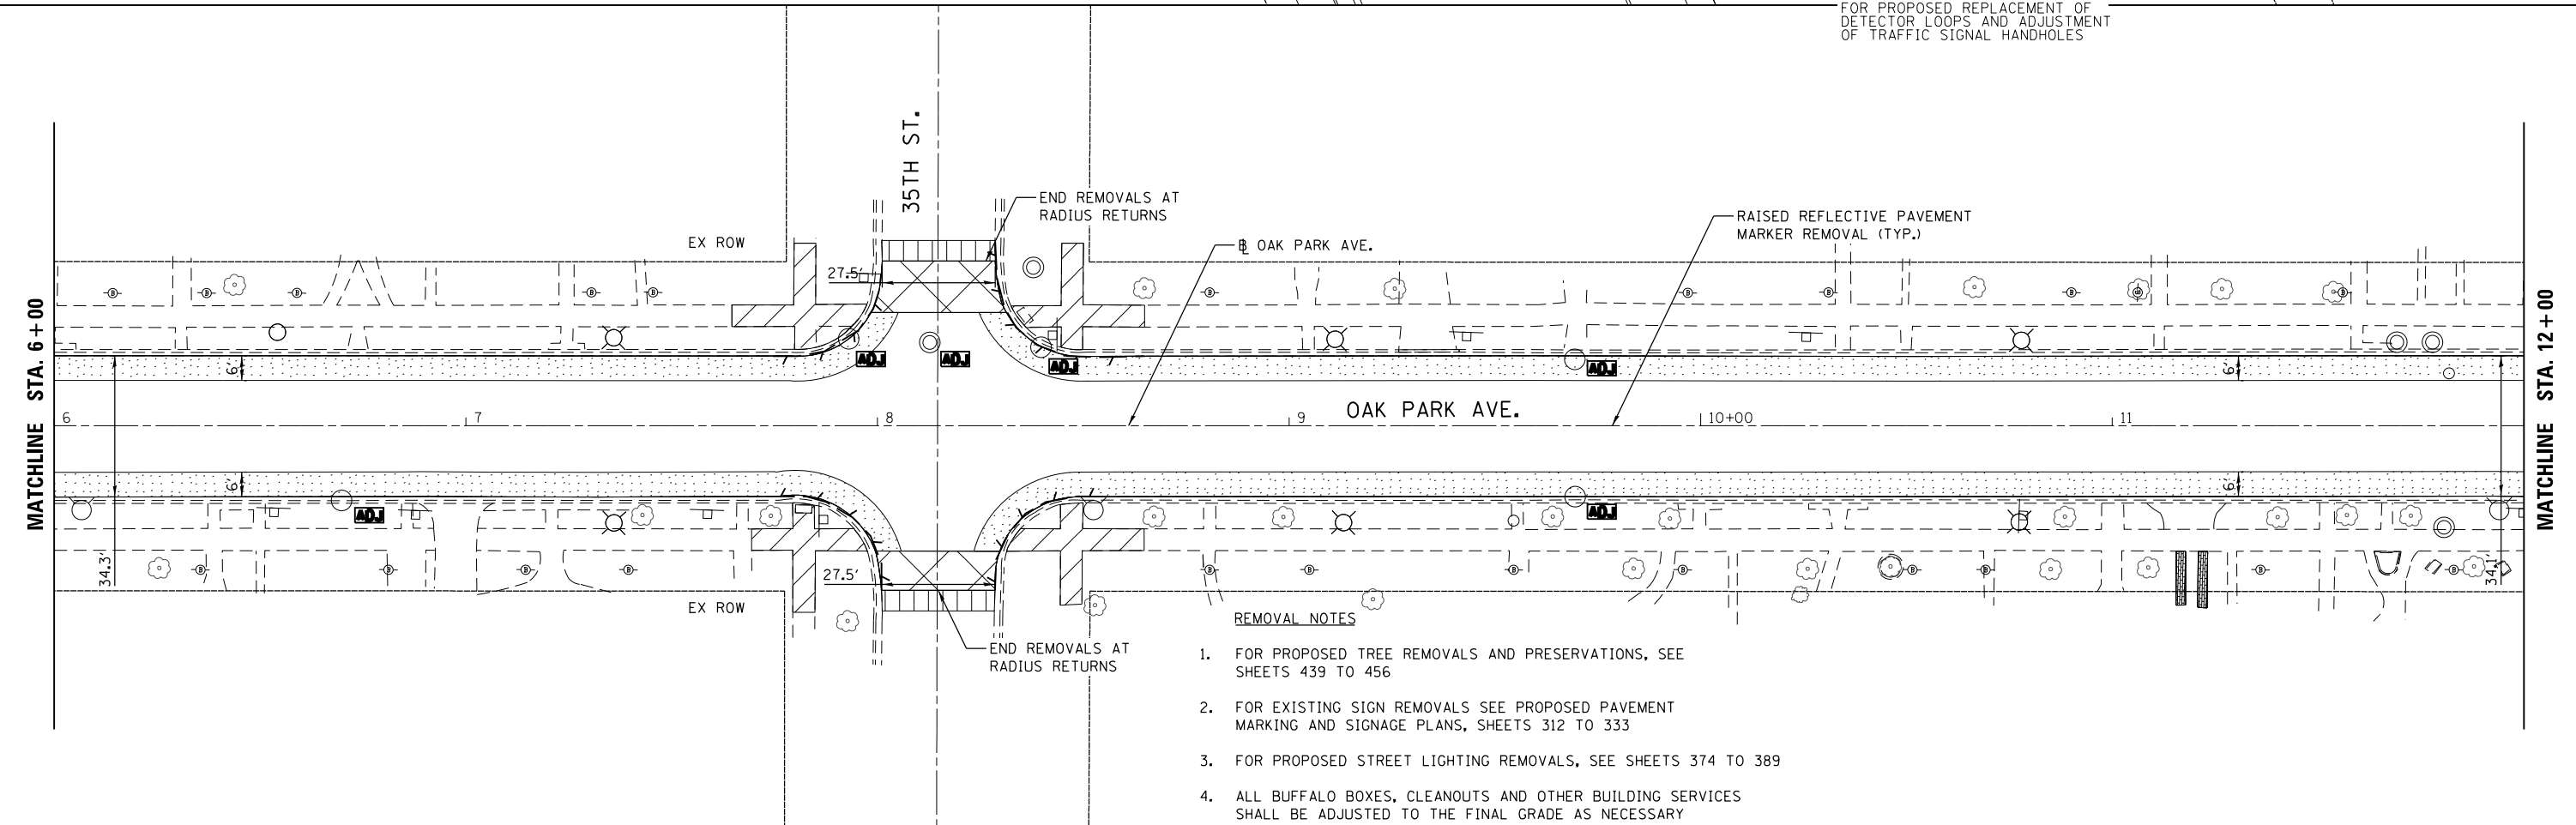 FOR PROPOSED REPLACEMENT OF
DETECTOR LOOPS AND ADJUSTMENT
OF TRAFFIC SIGNAL HANDHOLES
35TH ST.
END REMOVALS AT
RADIUS RETURNS
RAISED REFLECTIVE PAVEMENT
MARKER REMOVAL (TYP.)
EX ROW
OAK PARK AVE.
27.5'
B B B B B B B B B B B
MATCHLINE STA. 6+00
MATCHLINE STA. 12+00
ADJ
ADJ
ADJ
ADJ
6'
6'
6 7 8 9 OAK PARK AVE. 10+00 11
6'
6'
ADJ
ADJ
34.3'
34.1'
B B B B B B B B B B B B
27.5'
EX ROW
END REMOVALS AT
RADIUS RETURNS
REMOVAL NOTES
1. FOR PROPOSED TREE REMOVALS AND PRESERVATIONS, SEE
SHEETS 439 TO 456
2. FOR EXISTING SIGN REMOVALS SEE PROPOSED PAVEMENT
MARKING AND SIGNAGE PLANS, SHEETS 312 TO 333
3. FOR PROPOSED STREET LIGHTING REMOVALS, SEE SHEETS 374 TO 389
4. ALL BUFFALO BOXES, CLEANOUTS AND OTHER BUILDING SERVICES
SHALL BE ADJUSTED TO THE FINAL GRADE AS NECESSARY